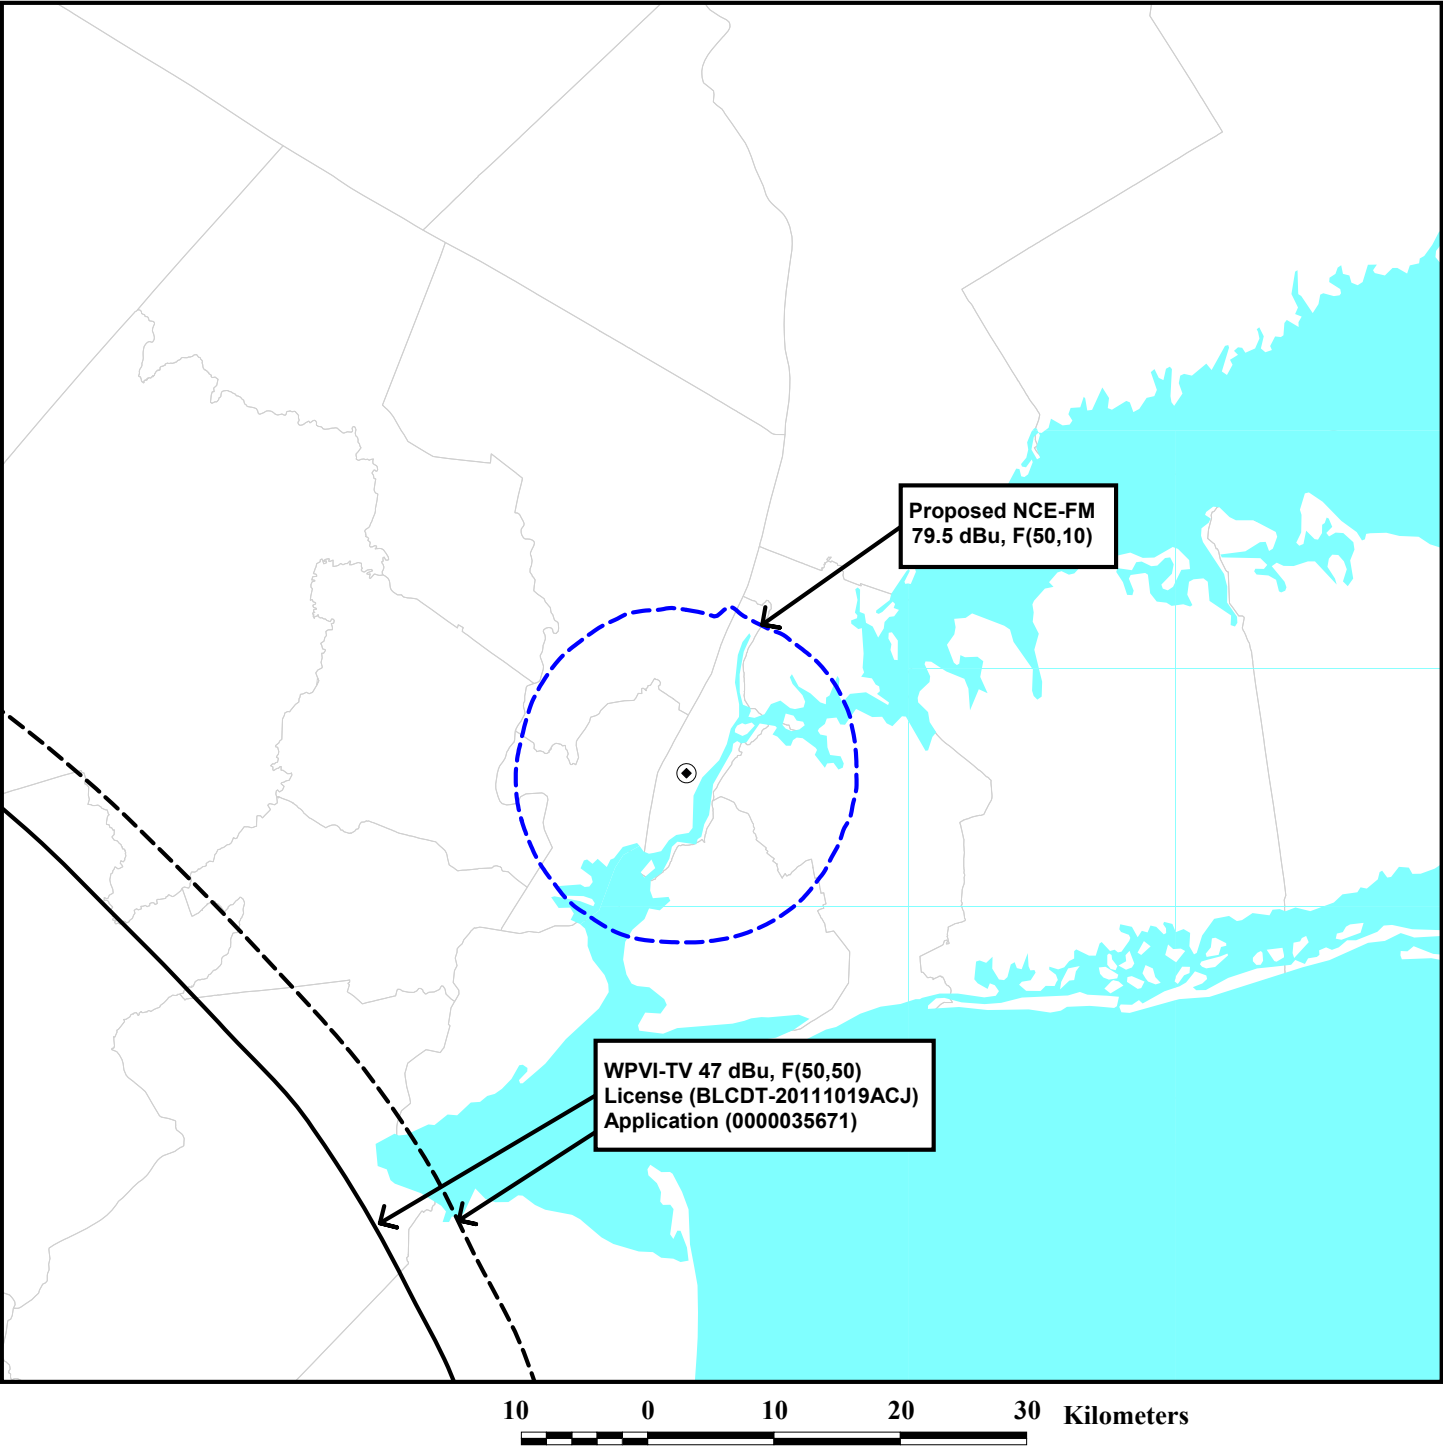 Proposed NCE-FM
79.5 dBu, F(50,10)
WPVI-TV 47 dBu, F(50,50)
License (BLCDT-20111019ACJ)
Application (0000035671)
10 0 10 20 30 Kilometers